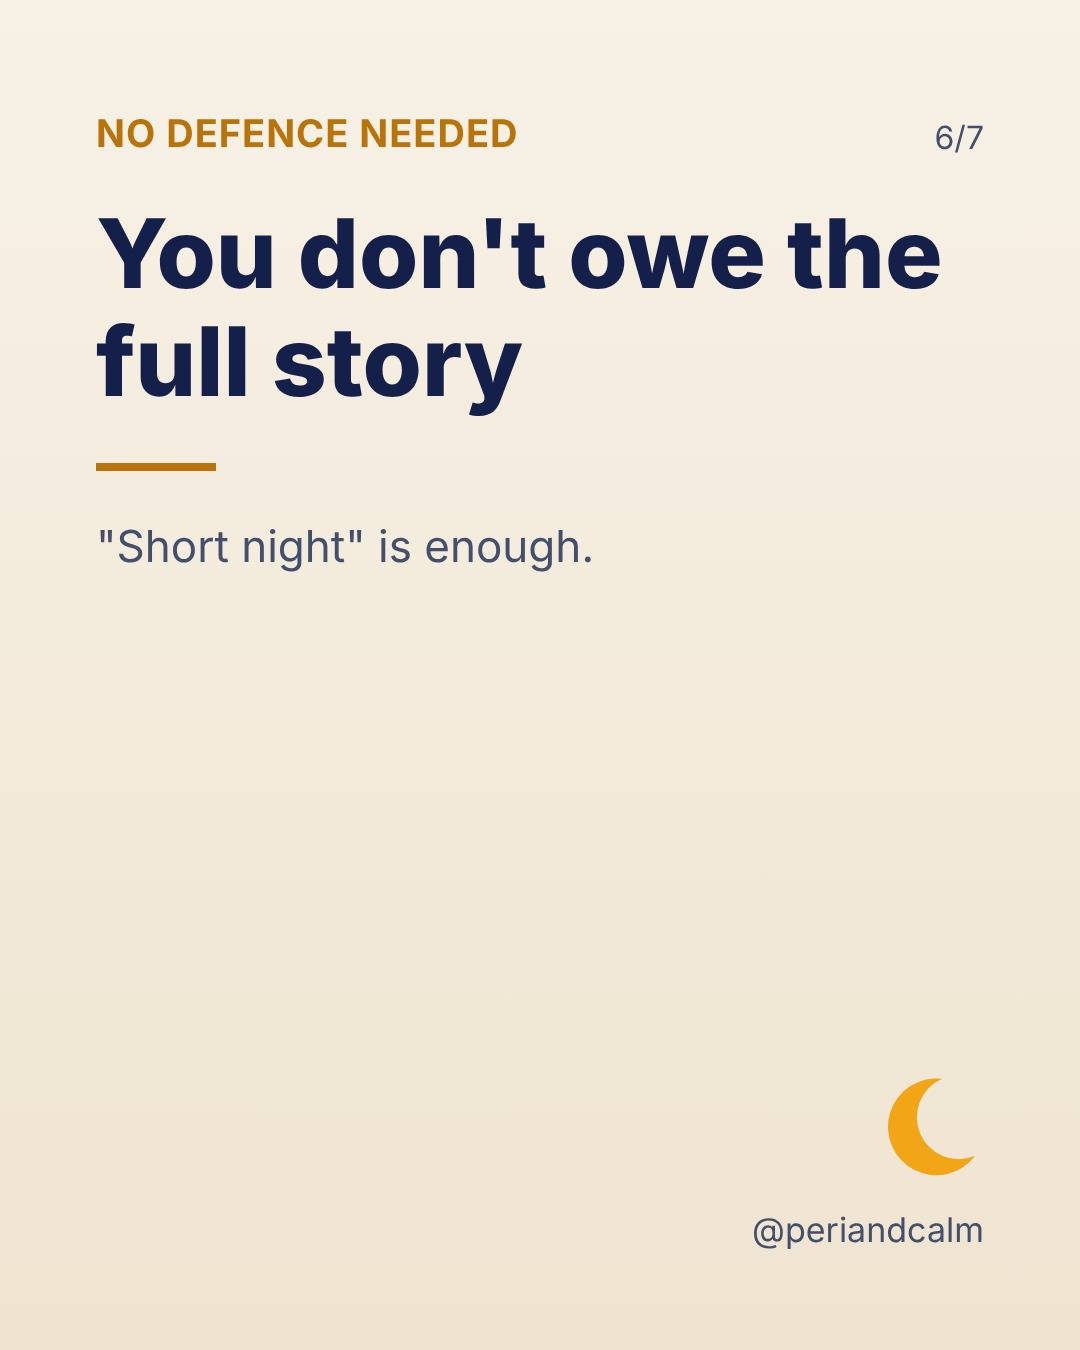 NO DEFENCE NEEDED
6/7
You don't owe the
full story
"Short night" is enough.
@periandcalm